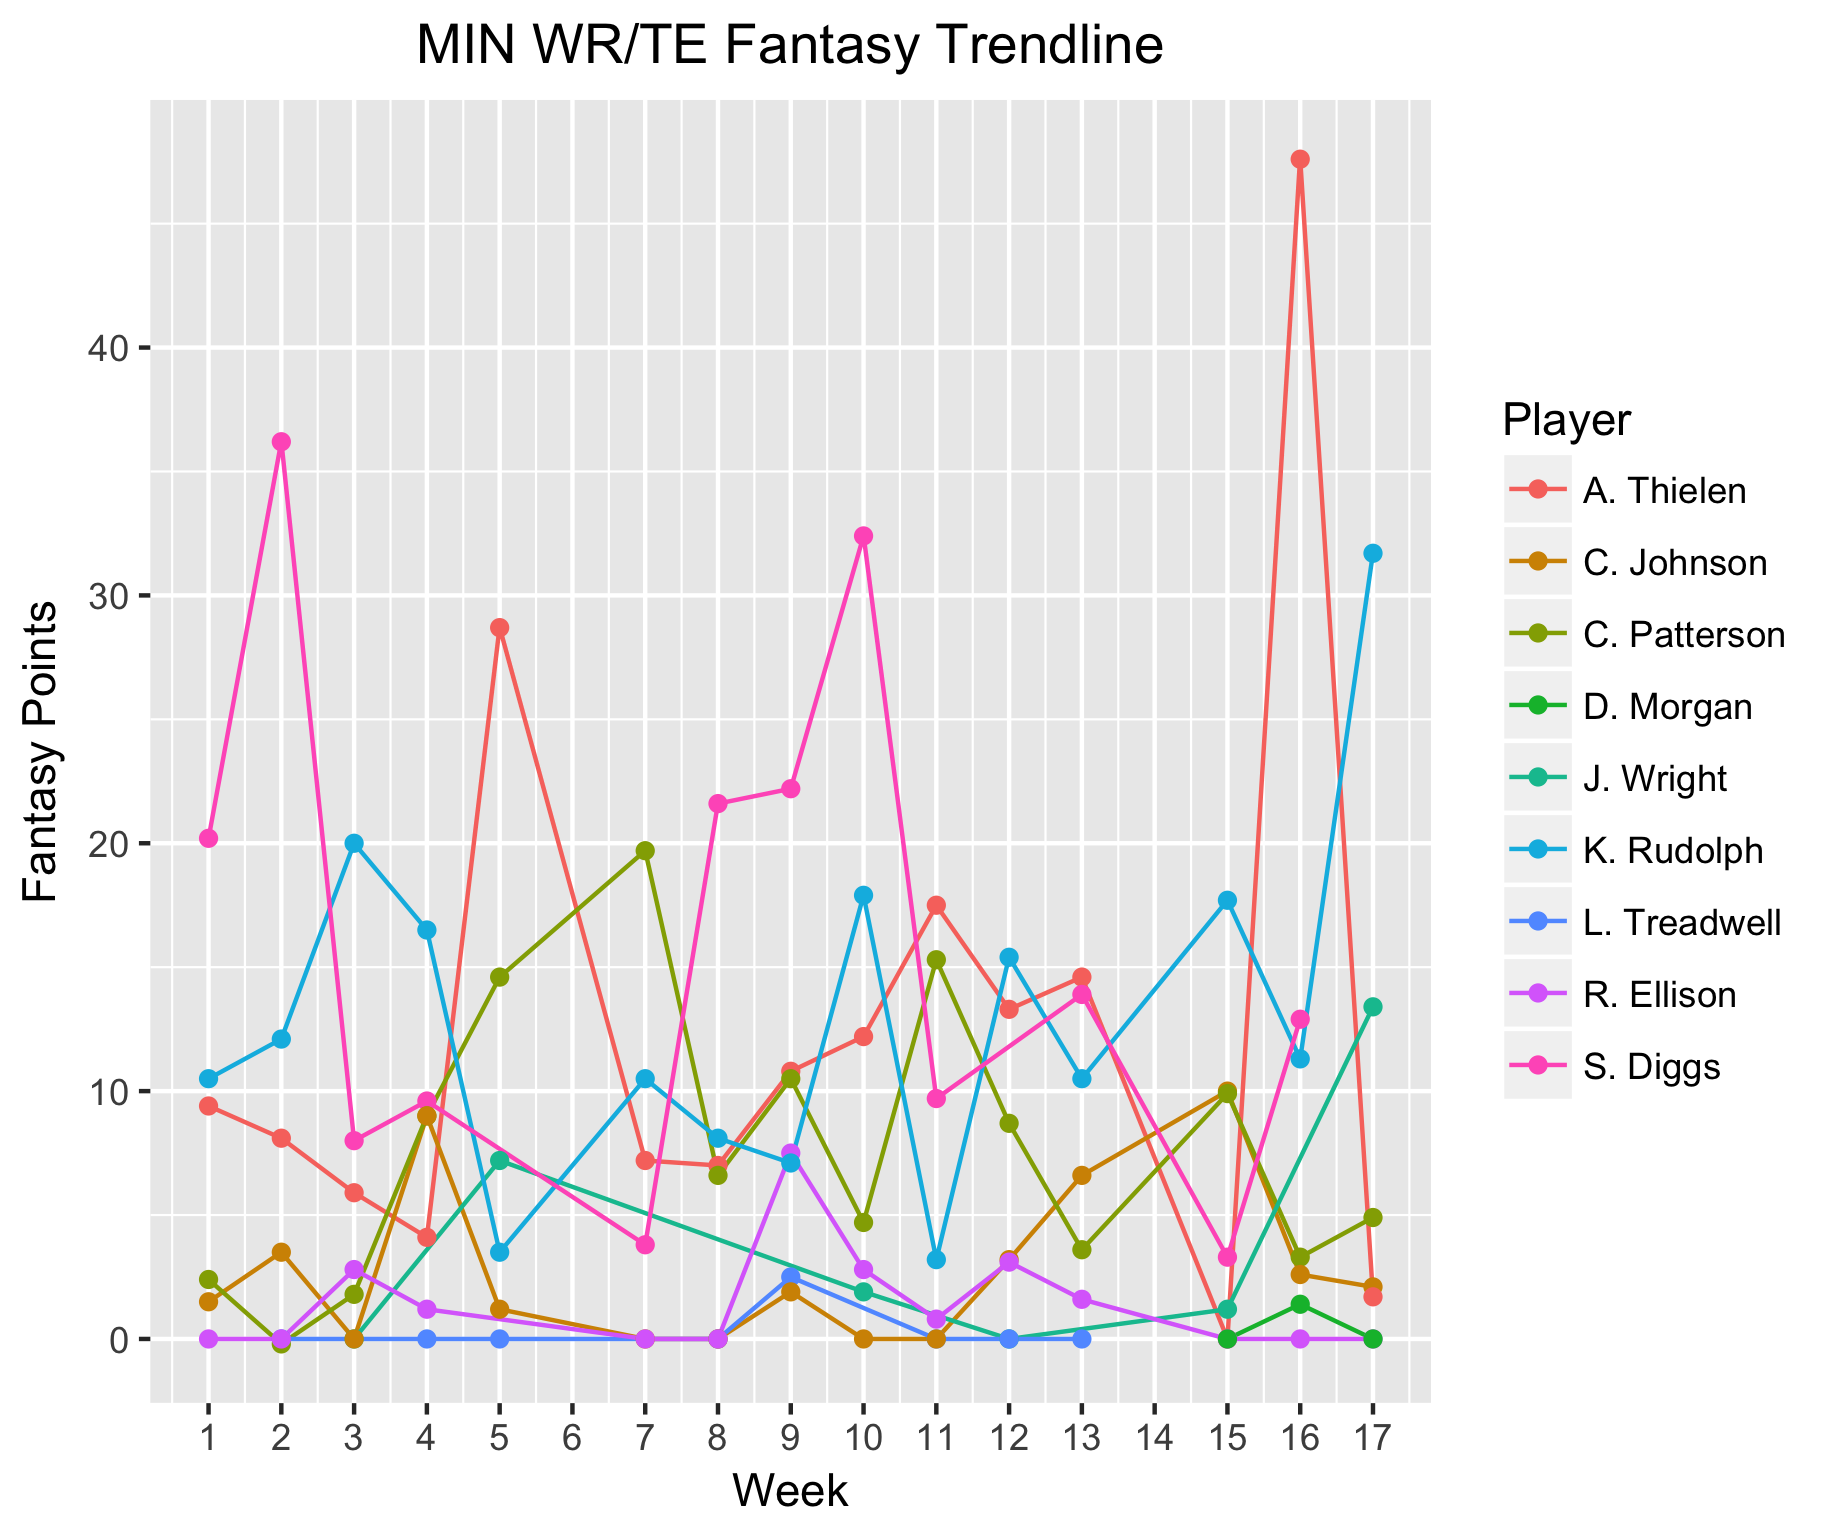 MIN WR/TE Fantasy Trendline
Fantasy Points
40
30
20
10
0
1 2 3 4 5 6 7 8 9 10 11 12 13 14 15 16 17
Week
Player
A. Thielen
C. Johnson
C. Patterson
D. Morgan
J. Wright
K. Rudolph
L. Treadwell
R. Ellison
S. Diggs